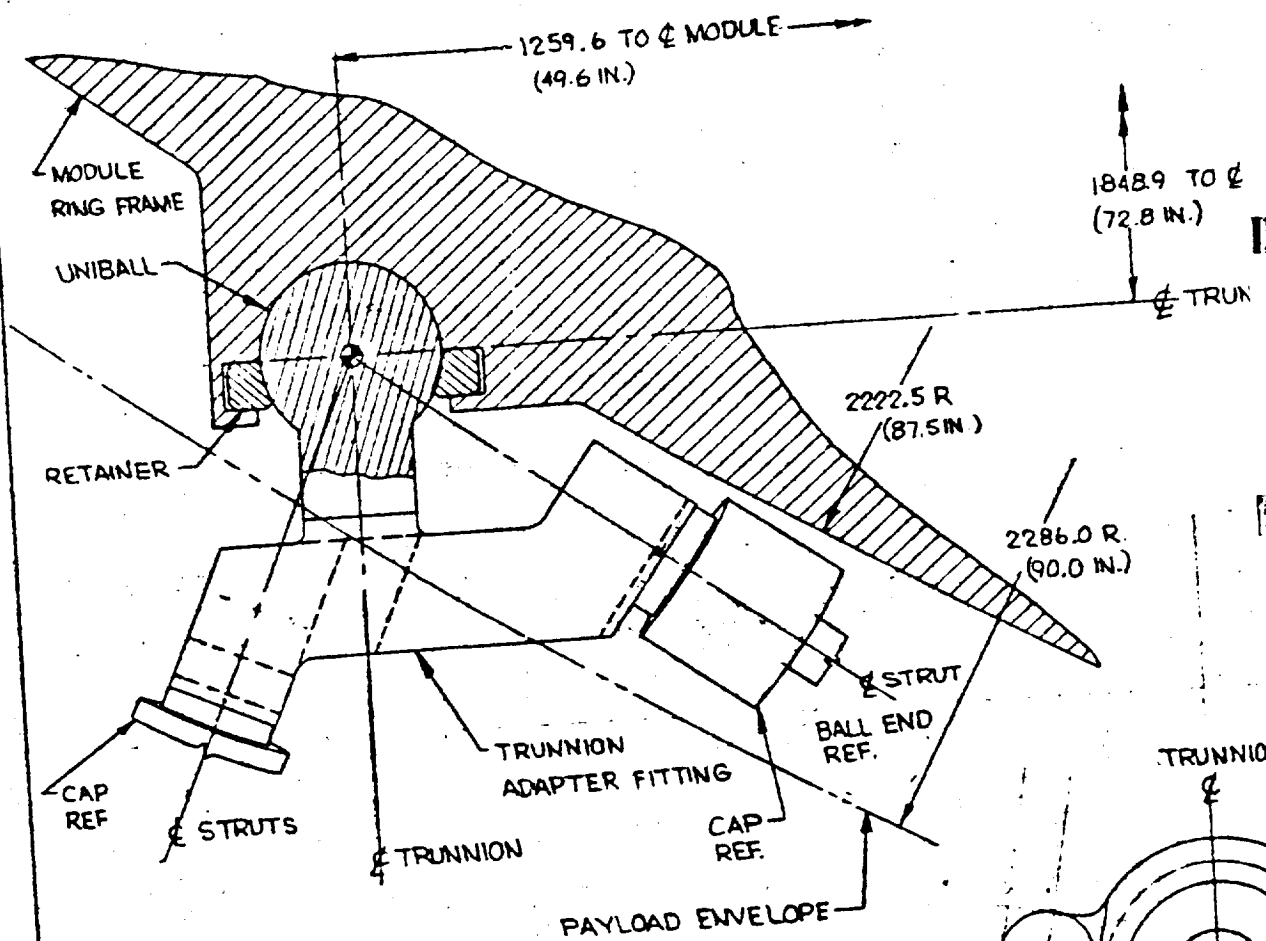 1259.6 TO ℄ MODULE
(49.6 IN.)
MODULE
RING FRAME
1848.9 TO ℄
(72.8 IN.)
UNIBALL
℄ TRUN
2222.5 R
(87.5 IN.)
RETAINER
2286.0 R.
(90.0 IN.)
℄ STRUT
BALL END
REF.
TRUNNION
ADAPTER FITTING
TRUNNIO
℄
CAP
REF
℄ STRUTS
CAP
REF.
℄ TRUNNION
PAYLOAD ENVELOPE